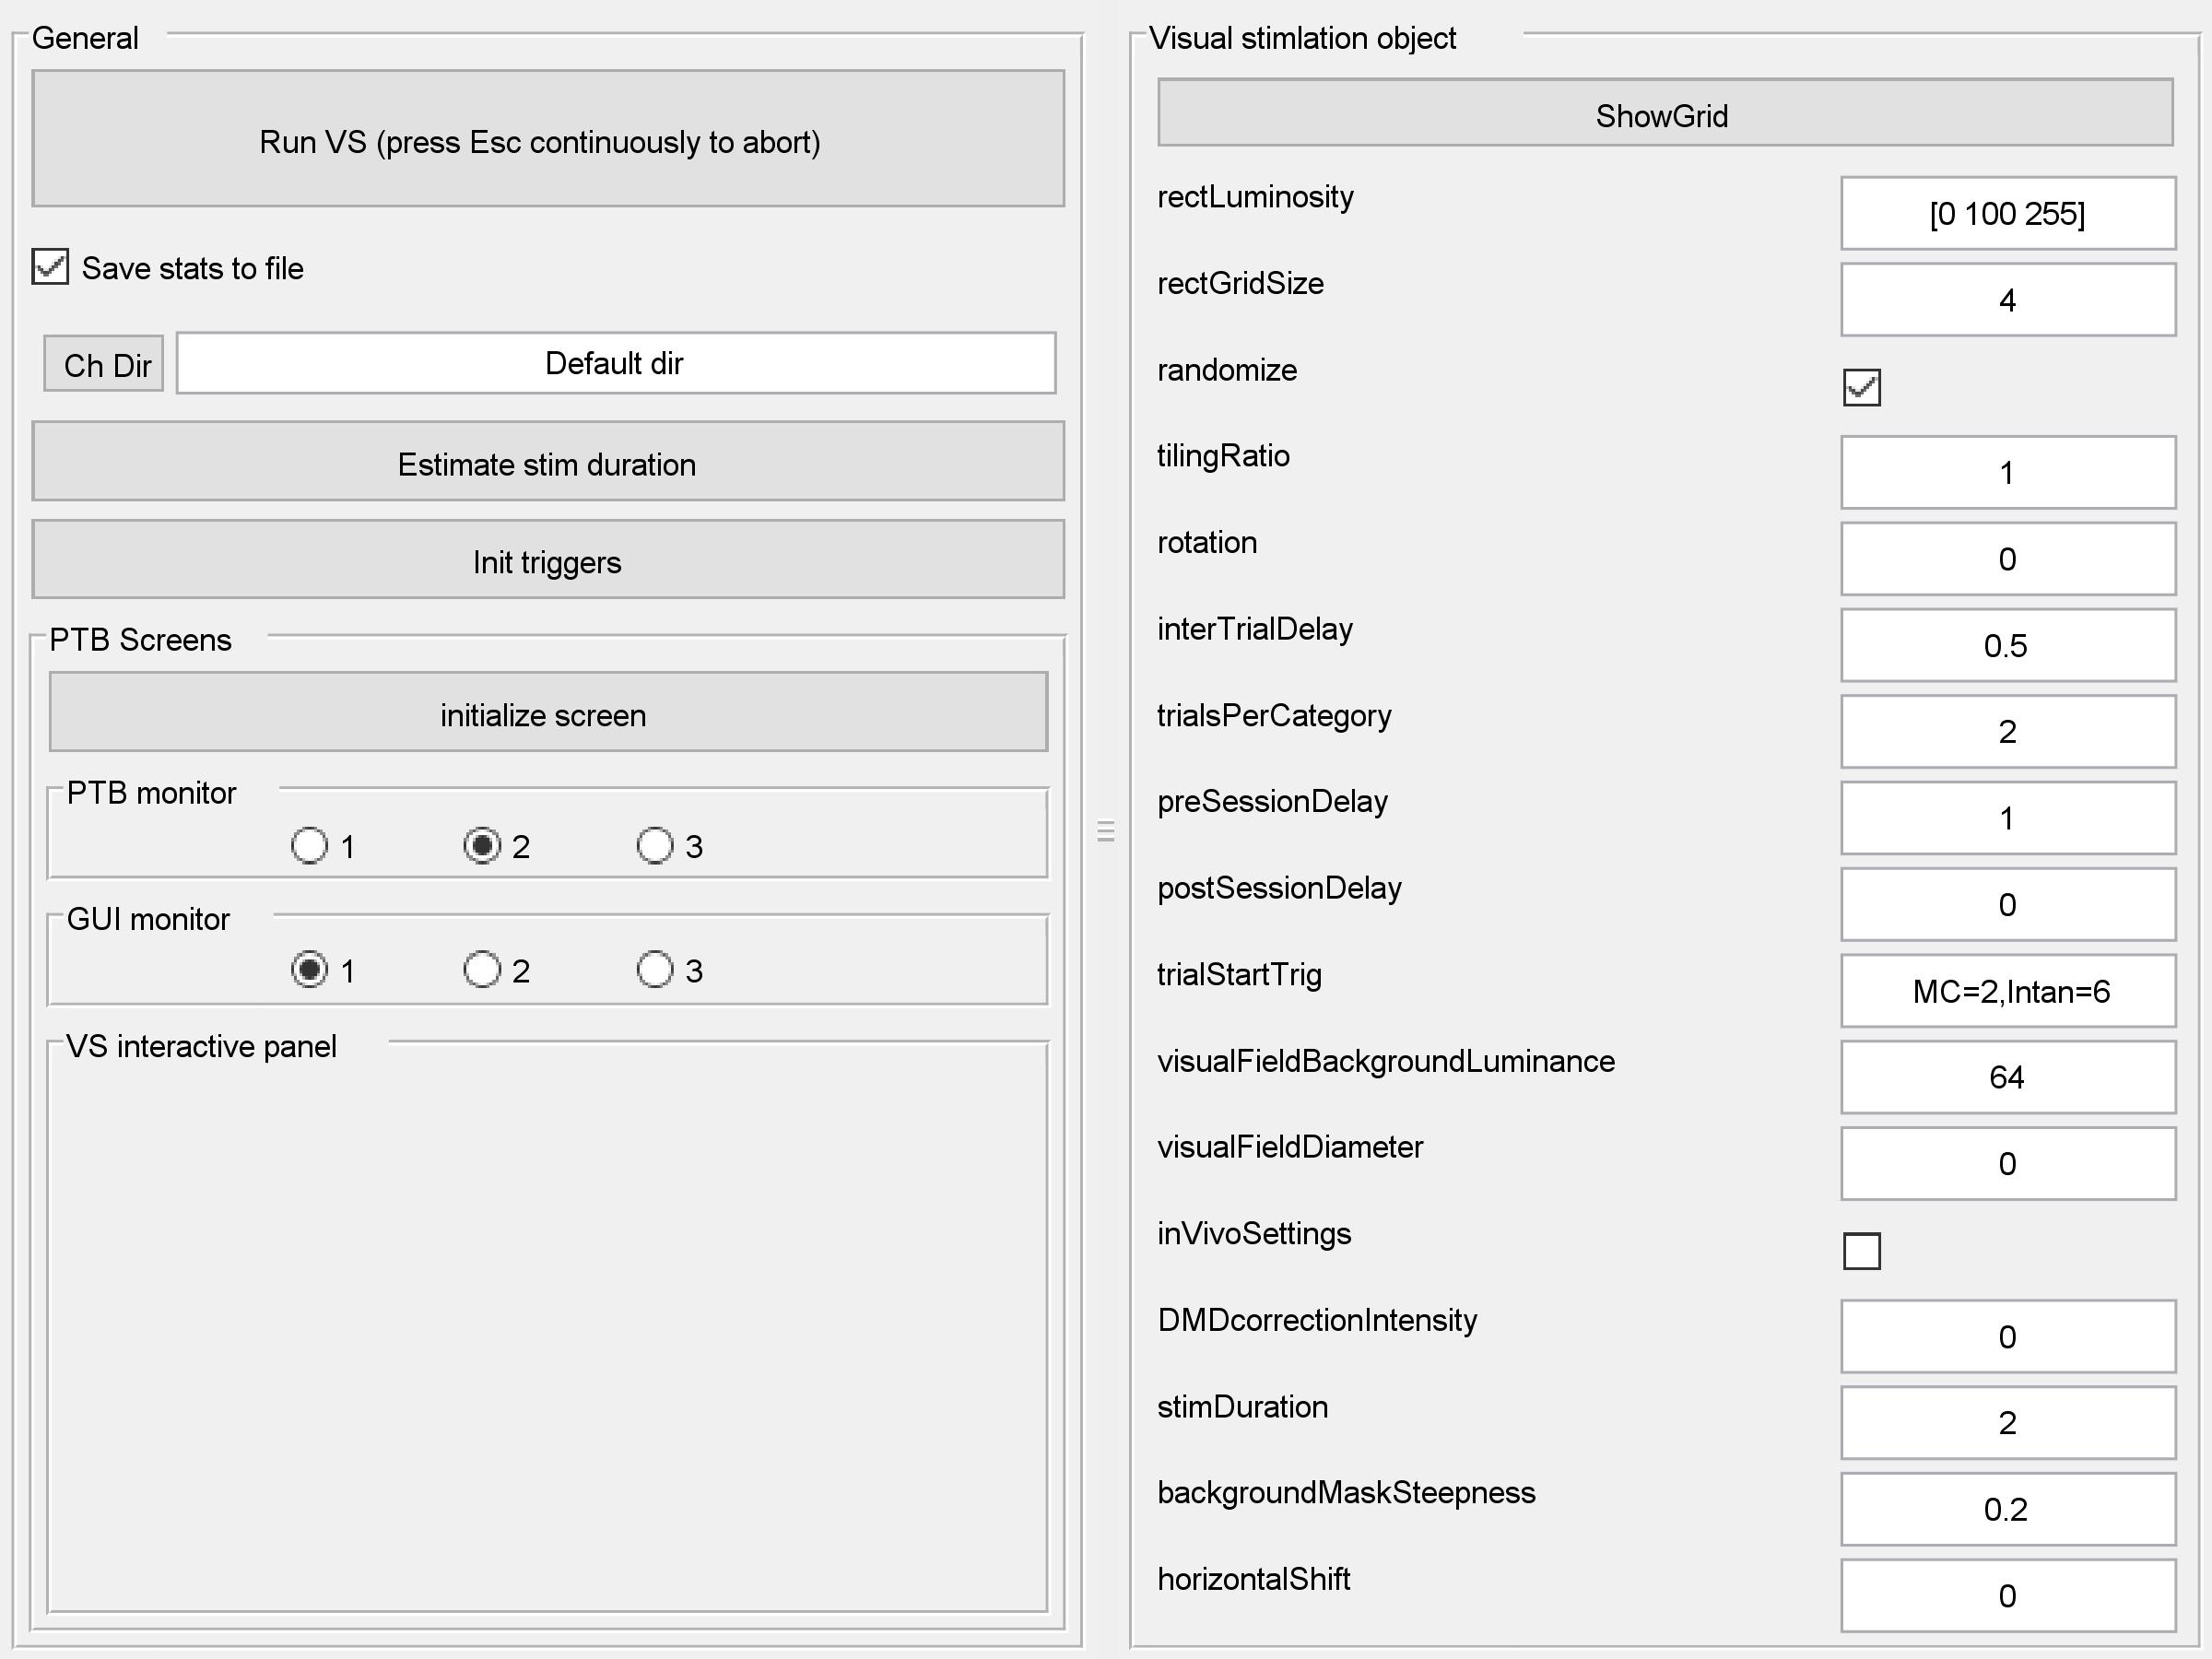 General
Run VS (press Esc continuously to abort)
Save stats to file
Ch Dir Default dir
Estimate stim duration
Init triggers
PTB Screens
initialize screen
PTB monitor
1 2 3
GUI monitor
1 2 3
VS interactive panel
Visual stimlation object
ShowGrid
rectLuminosity [0 100 255]
rectGridSize 4
randomize
tilingRatio 1
rotation 0
interTrialDelay 0.5
trialsPerCategory 2
preSessionDelay 1
postSessionDelay 0
trialStartTrig MC=2,Intan=6
visualFieldBackgroundLuminance 64
visualFieldDiameter 0
inVivoSettings
DMDcorrectionIntensity 0
stimDuration 2
backgroundMaskSteepness 0.2
horizontalShift 0